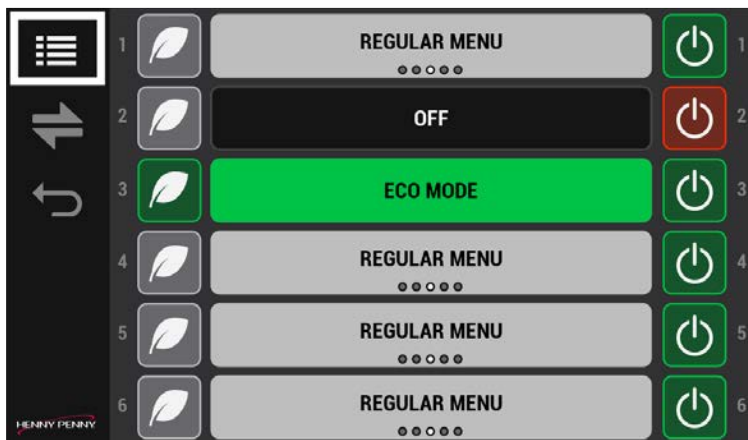 1 REGULAR MENU 1
2 OFF 2
3 ECO MODE 3
4 REGULAR MENU 4
5 REGULAR MENU 5
6 REGULAR MENU 6
HENNY PENNY